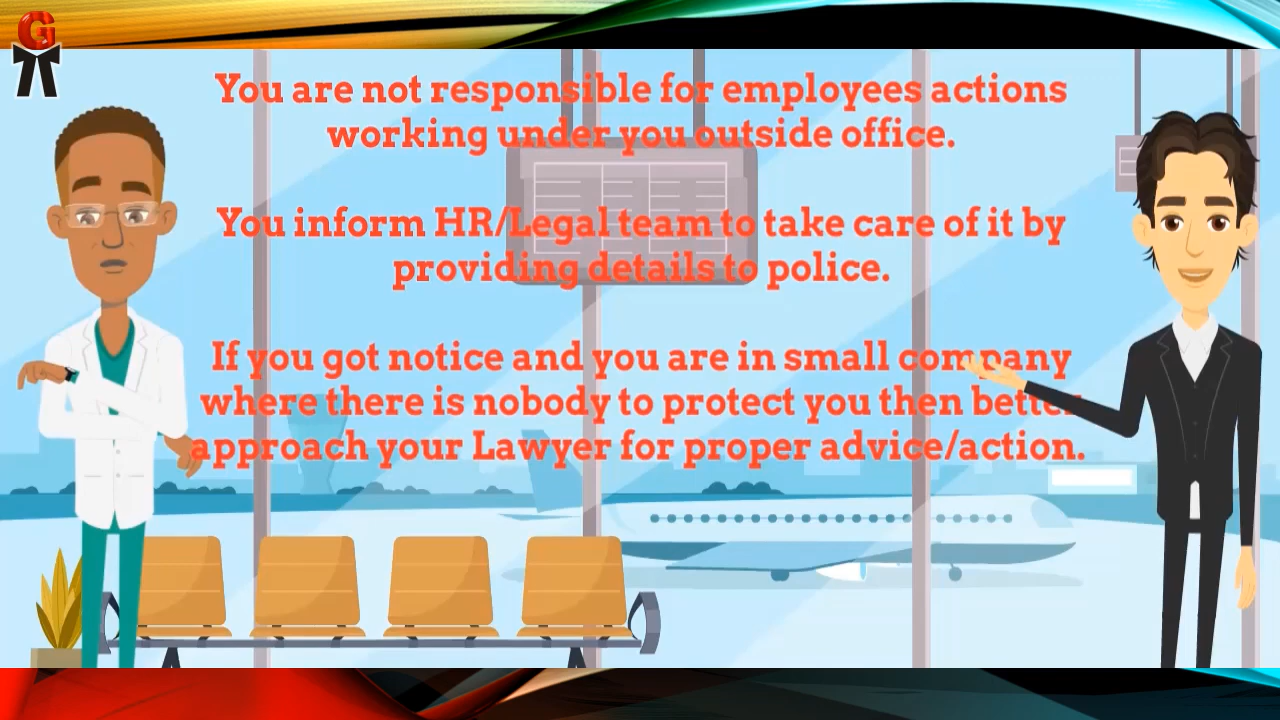 G
You are not responsible for employees actions
working under you outside office.
You inform HR/Legal team to take care of it by
providing details to police.
If you got notice and you are in small company
where there is nobody to protect you then better
approach your Lawyer for proper advice/action.